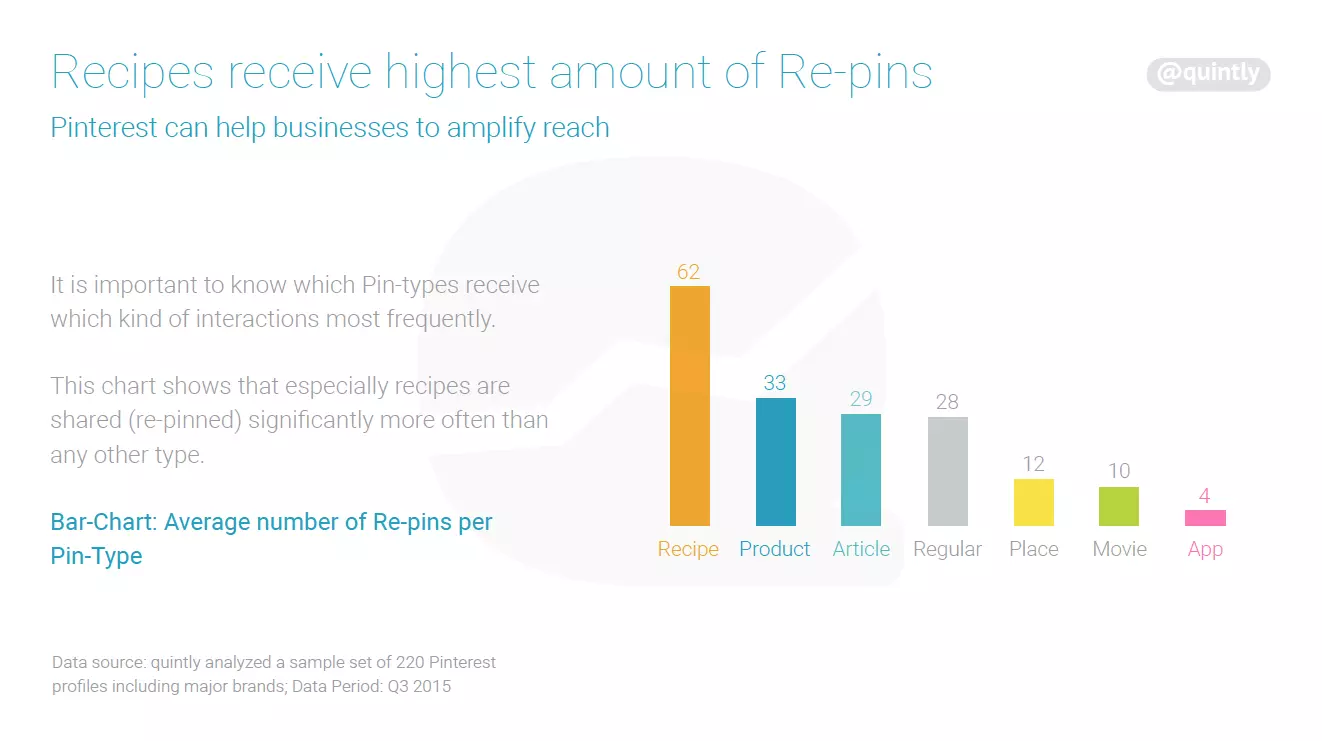 Recipes receive highest amount of Re-pins
@quintly
Pinterest can help businesses to amplify reach
It is important to know which Pin-types receive
which kind of interactions most frequently.
This chart shows that especially recipes are
shared (re-pinned) significantly more often than
any other type.
Bar-Chart: Average number of Re-pins per
Pin-Type
62
33
29
28
12
10
4
Recipe Product Article Regular Place Movie App
Data source: quintly analyzed a sample set of 220 Pinterest
profiles including major brands; Data Period: Q3 2015